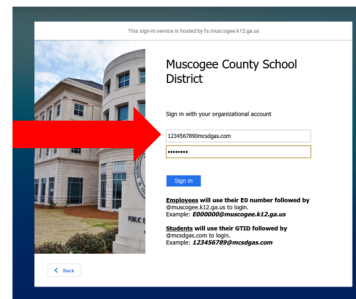 This sign-in service is hosted by fs.muscogee.k12.ga.us
Muscogee County School
District
Sign in with your organizational account
1234567890mcsdgas.com
••••••••
Sign in
Employees will use their E0 number followed by
@muscogee.k12.ga.us to login.
Example: E000000@muscogee.k12.ga.us
Students will use their GTID followed by
@mcsdgas.com to login.
Example: 123456789@mcsdgas.com
Back